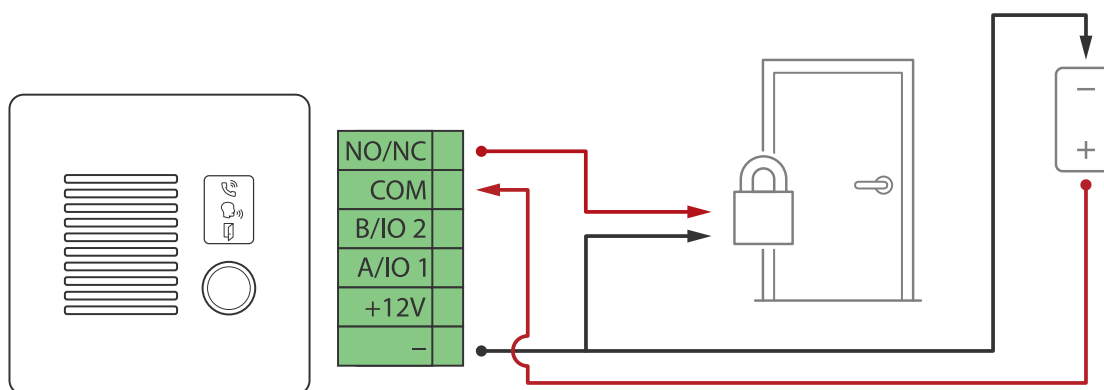 NO/NC
COM
B/IO 2
A/IO 1
+12V
–
–
+